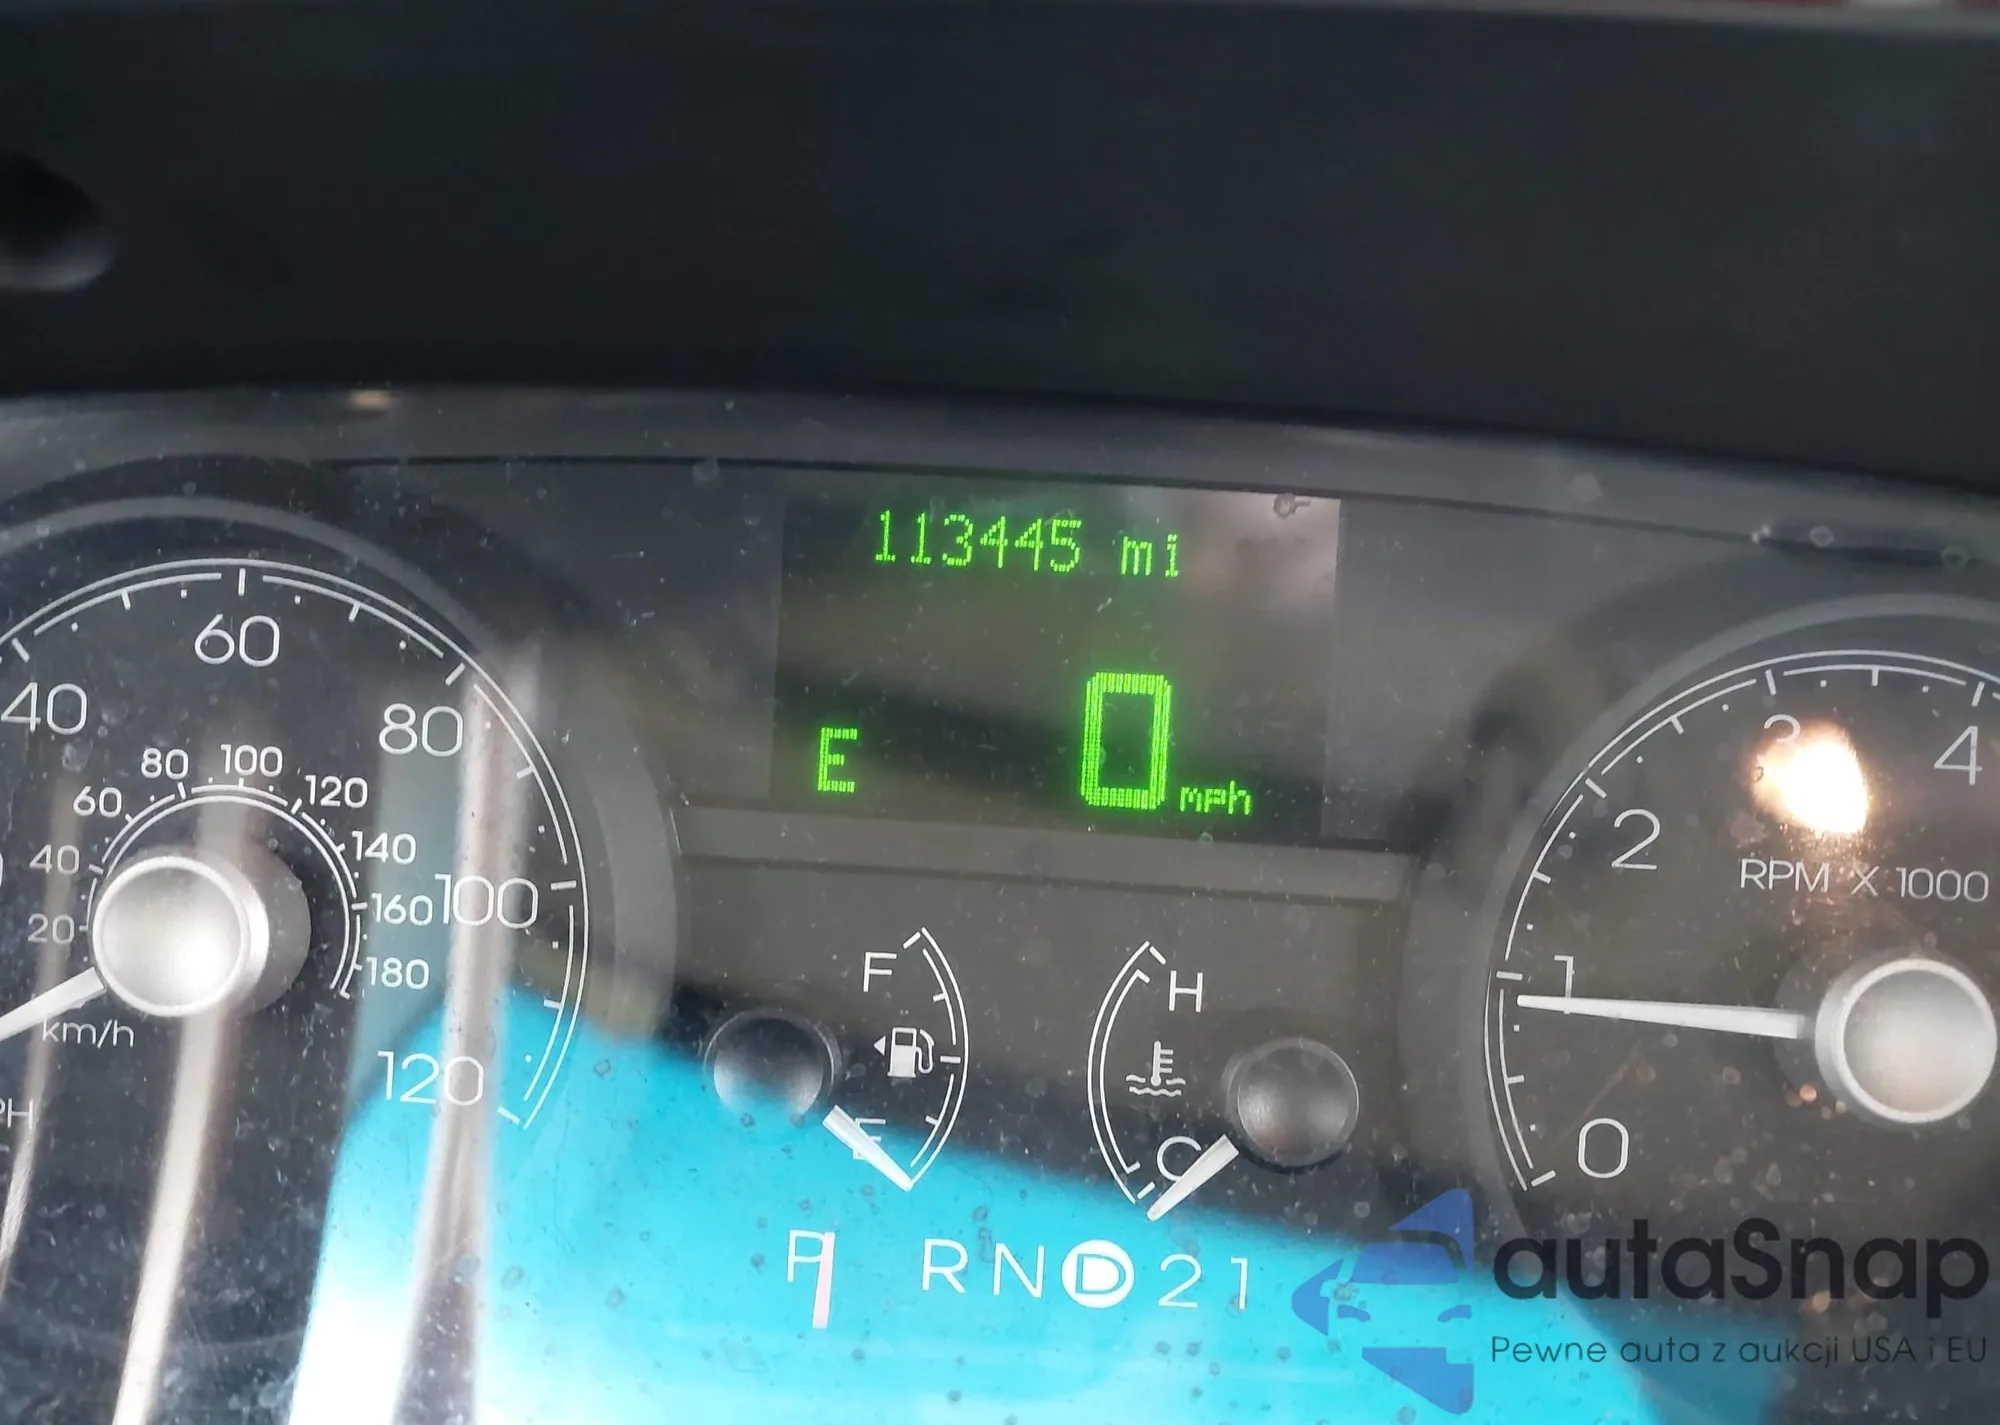 113445 mi
E 0 mph
40 60 80 100 120
20 40 60 80 100 120 140 160 180
km/h
F
E
H
C
0 1 2 3 4
RPM X 1000
P R N D 2 1
autaSnap
Pewne auta z aukcji USA i EU